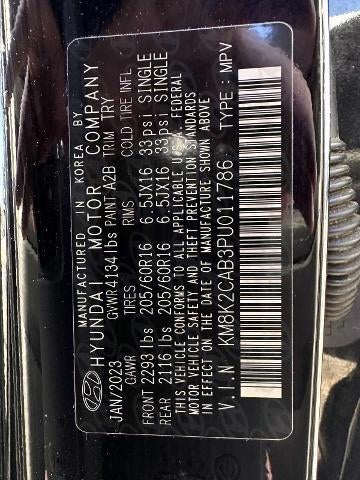 MANUFACTURED IN KOREA BY
HYUNDAI MOTOR COMPANY
JAN/2023 GVWR 4134 lbs PAINT A2B TRIM TRY
GAWR TIRES RIMS COLD TIRE INFL
FRONT 2293 lbs 205/60R16 6.5JX16 33psi SINGLE
REAR 2116 lbs 205/60R16 6.5JX16 33psi SINGLE
THIS VEHICLE CONFORMS TO ALL APPLICABLE U.S.A FEDERAL
MOTOR VEHICLE SAFETY AND THEFT PREVENTION STANDARDS
IN EFFECT ON THE DATE OF MANUFACTURE SHOWN ABOVE
V.I.N : KM8K2CAB3PU011786 TYPE : MPV